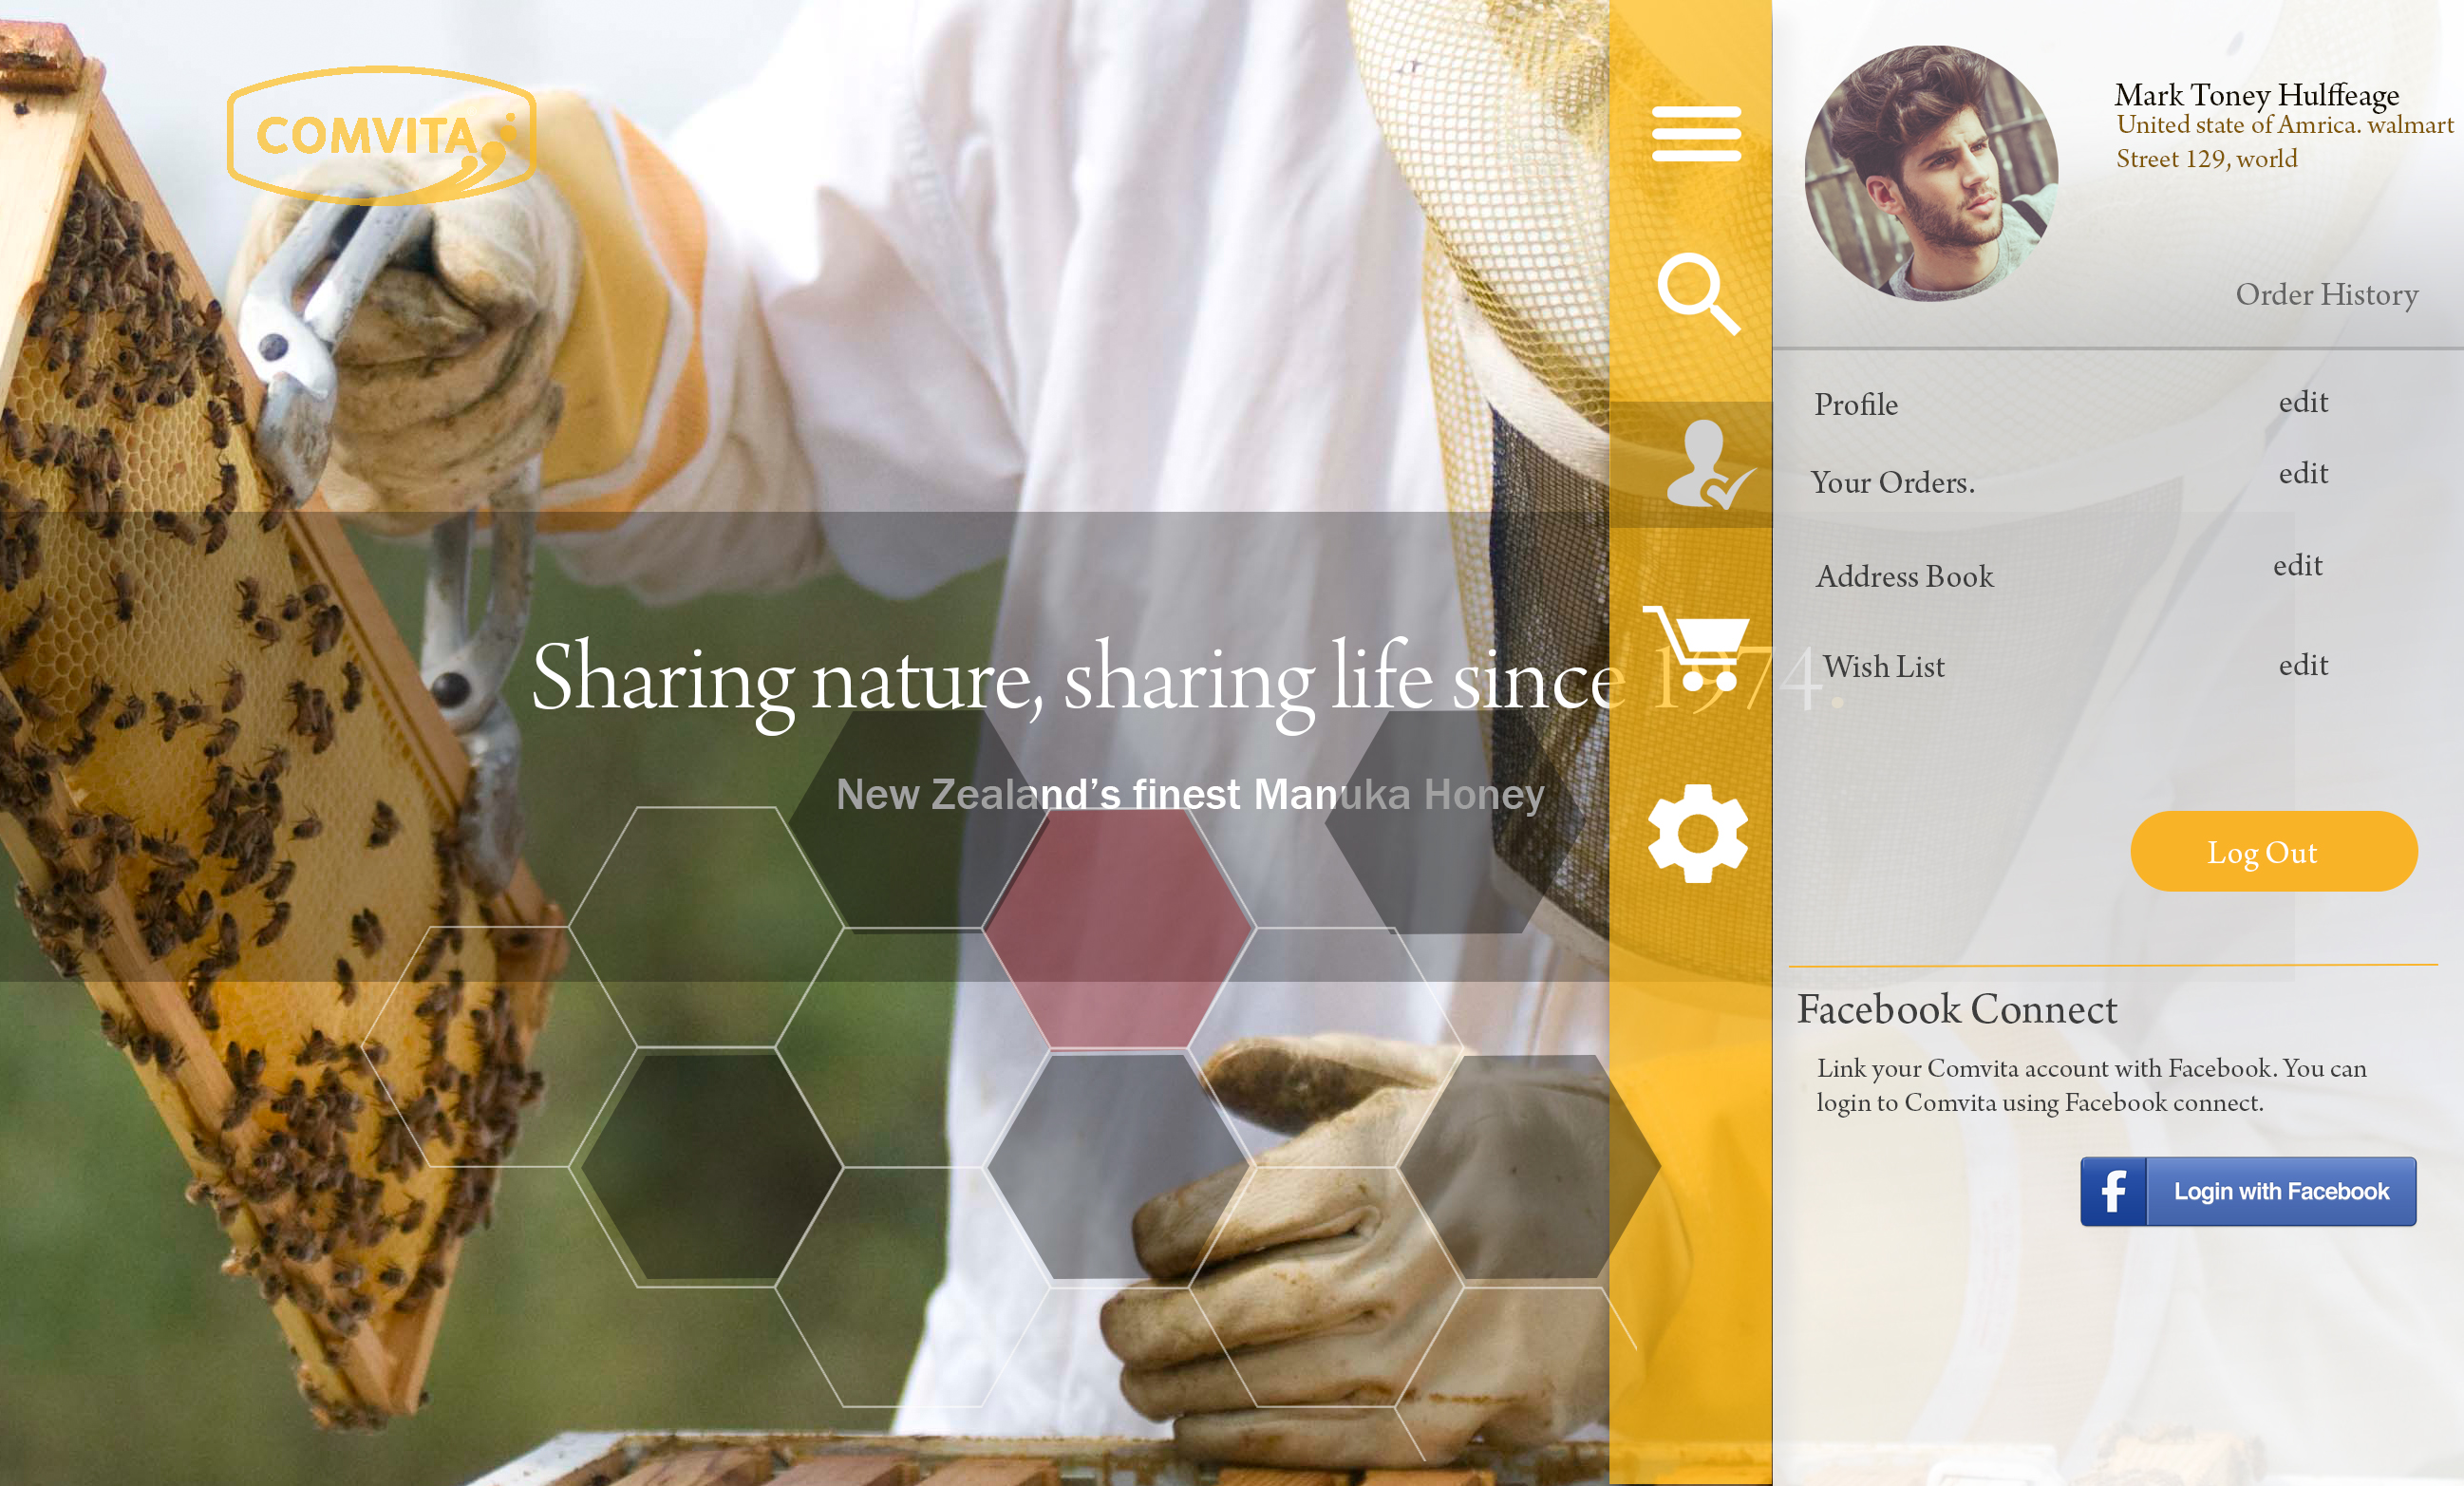 COMVITA
Sharing nature, sharing life since 1974.
New Zealand's finest Manuka Honey
Mark Toney Hulffeage
United state of Amrica. walmart
Street 129, world
Order History
Profile edit
Your Orders. edit
Address Book edit
Wish List edit
Log Out
Facebook Connect
Link your Comvita account with Facebook. You can
login to Comvita using Facebook connect.
f Login with Facebook